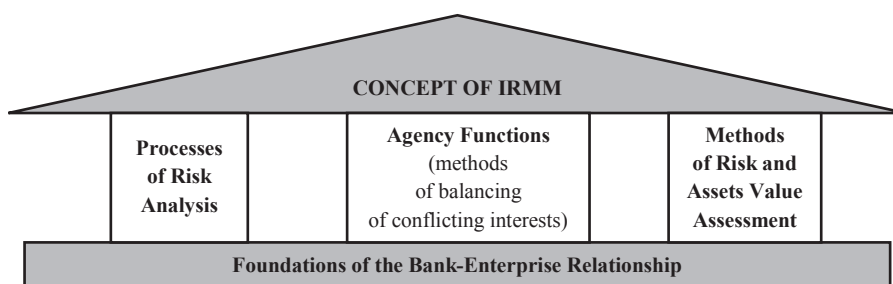 CONCEPT OF IRMM
Processes
of Risk
Analysis
Agency Functions
(methods
of balancing
of conflicting interests)
Methods
of Risk and
Assets Value
Assessment
Foundations of the Bank-Enterprise Relationship